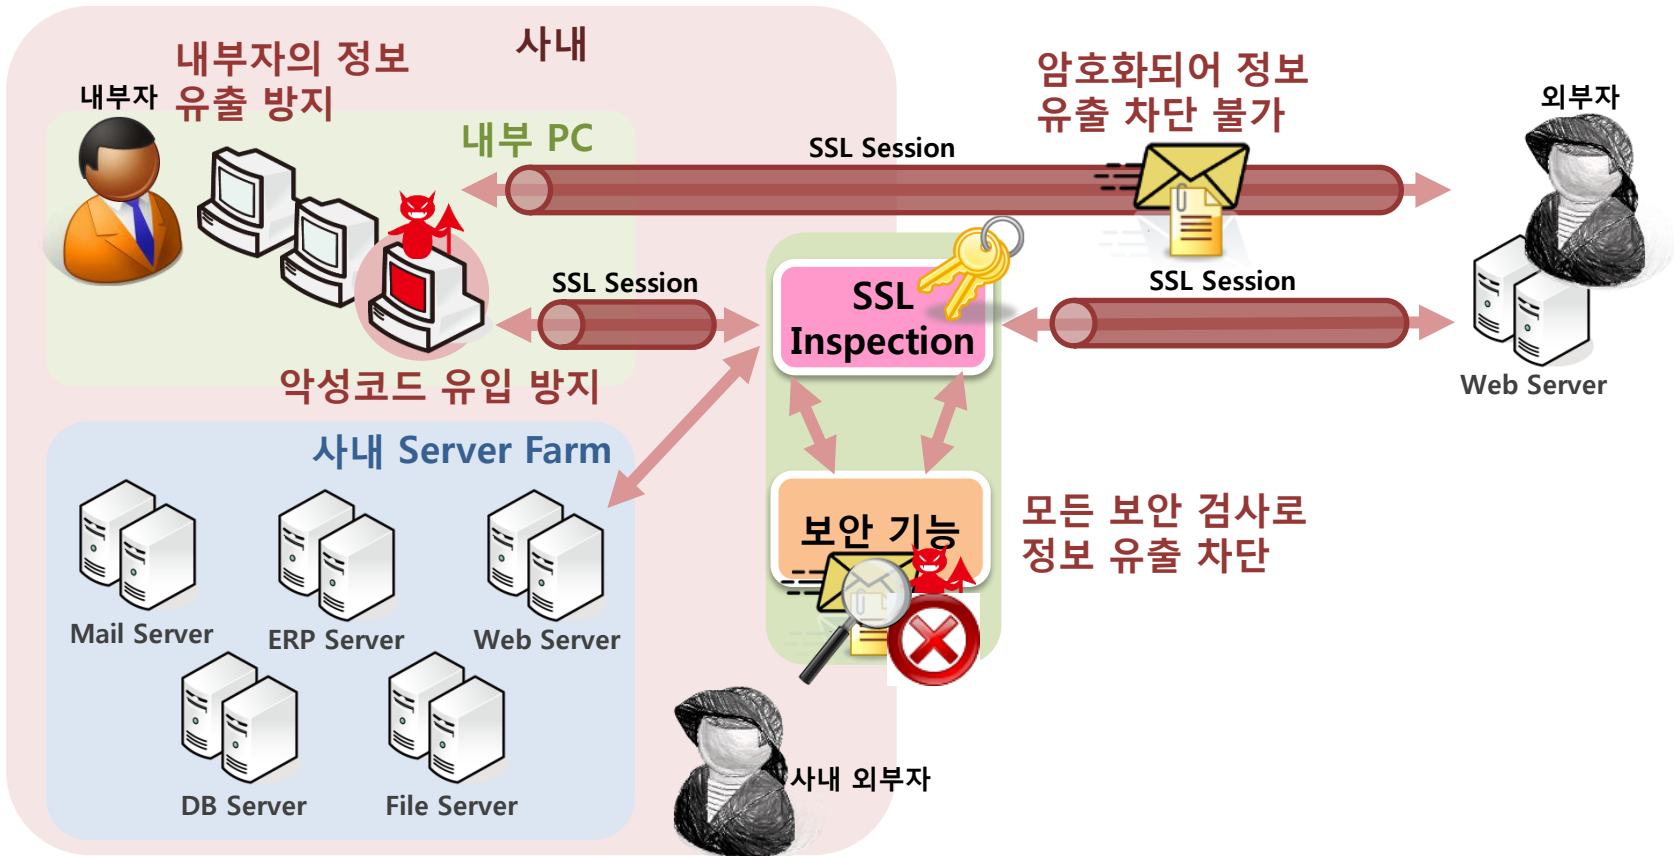 사내
내부자의 정보
유출 방지
내부자
내부 PC
암호화되어 정보
유출 차단 불가
외부자
SSL Session
SSL Session
SSL
Inspection
SSL Session
Web Server
악성코드 유입 방지
사내 Server Farm
보안 기능
모든 보안 검사로
정보 유출 차단
Mail Server
ERP Server
Web Server
DB Server
File Server
사내 외부자